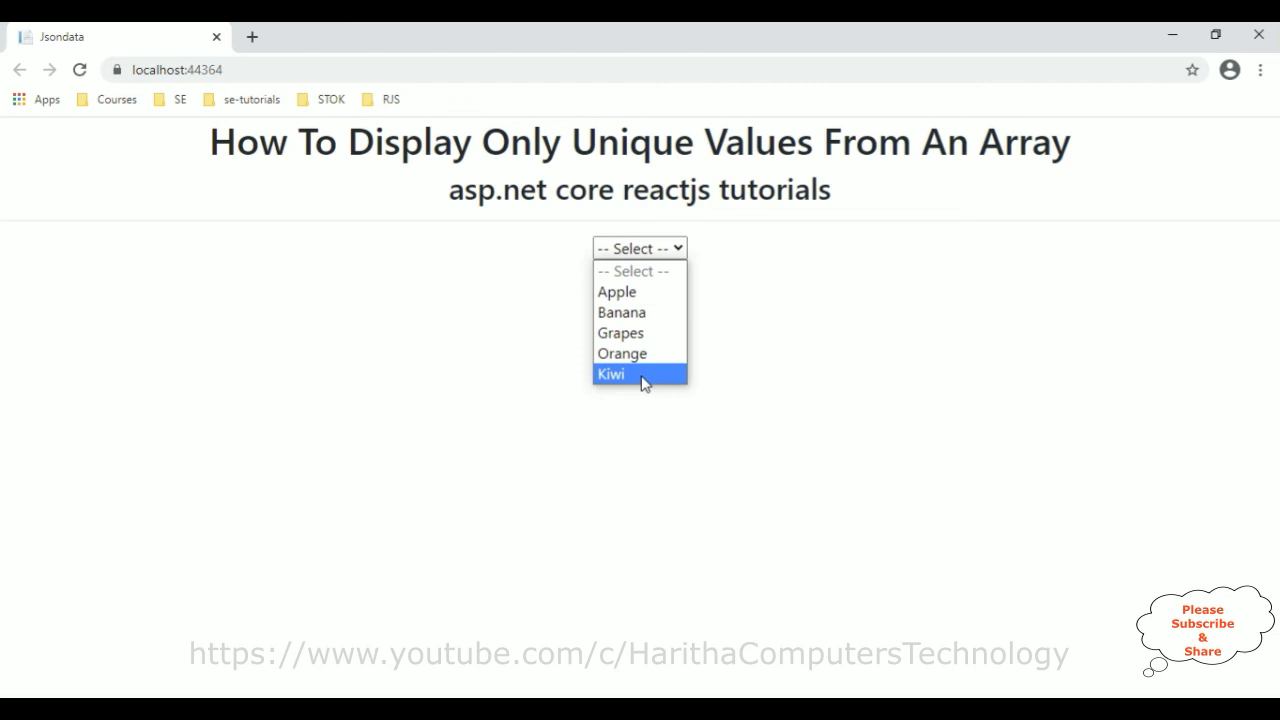 Jsondata
localhost:44364
Apps Courses SE se-tutorials STOK RJS
How To Display Only Unique Values From An Array
asp.net core reactjs tutorials
-- Select --
-- Select --
Apple
Banana
Grapes
Orange
Kiwi
Please
Subscribe
&
Share
https://www.youtube.com/c/HarithaComputersTechnology